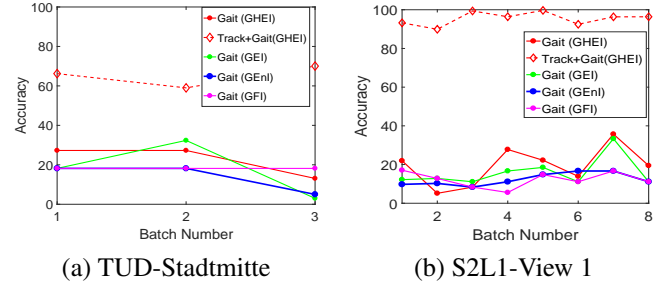 100
80
60
40
20
0
Accuracy
1
2
3
Batch Number
Gait (GHEI)
Track+Gait(GHEI)
Gait (GEI)
Gait (GEnI)
Gait (GFI)
(a) TUD-Stadtmitte
100
80
60
40
20
0
Accuracy
2
4
6
8
Batch Number
Gait (GHEI)
Track+Gait(GHEI)
Gait (GEI)
Gait (GEnI)
Gait (GFI)
(b) S2L1-View 1